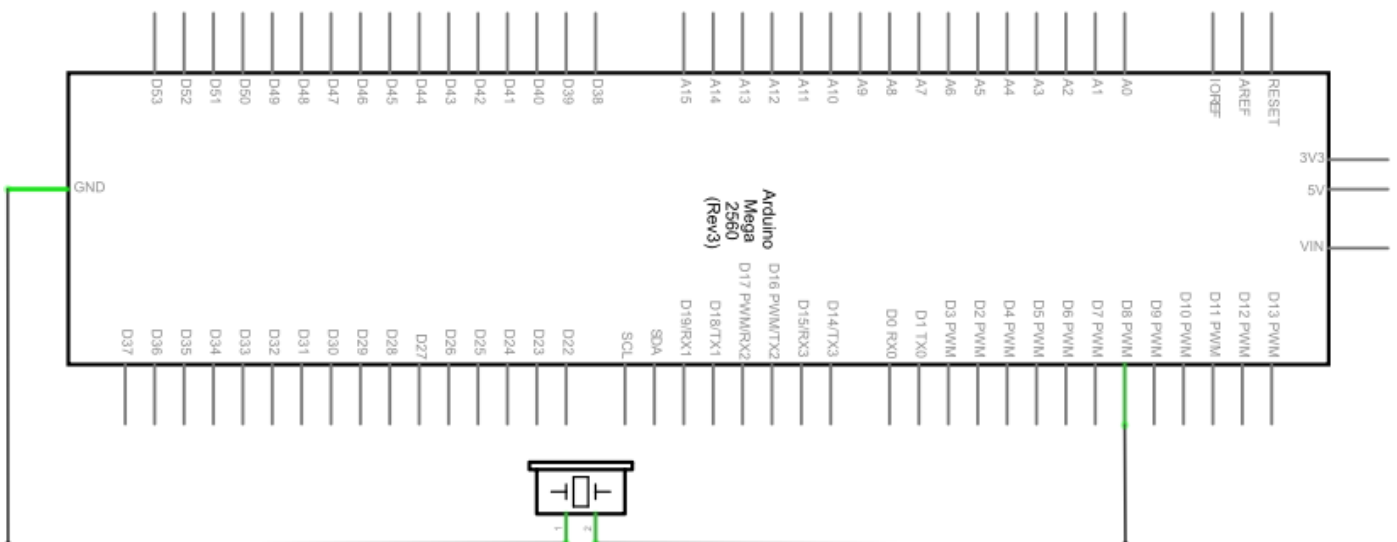 D53
D52
D51
D50
D49
D48
D47
D46
D45
D44
D43
D42
D41
D40
D39
D38
A15
A14
A13
A12
A11
A10
A9
A8
A7
A6
A5
A4
A3
A2
A1
A0
IOREF
AREF
RESET
3V3
5V
VIN
GND
Arduino
Mega
2560
(Rev3)
D37
D36
D35
D34
D33
D32
D31
D30
D29
D28
D27
D26
D25
D24
D23
D22
SCL
SDA
D19/RX1
D18/TX1
D17 PWM/RX2
D16 PWM/TX2
D15/RX3
D14/TX3
D0 RX0
D1 TX0
D3 PWM
D2 PWM
D4 PWM
D5 PWM
D6 PWM
D7 PWM
D8 PWM
D9 PWM
D10 PWM
D11 PWM
D12 PWM
D13 PWM
1
2